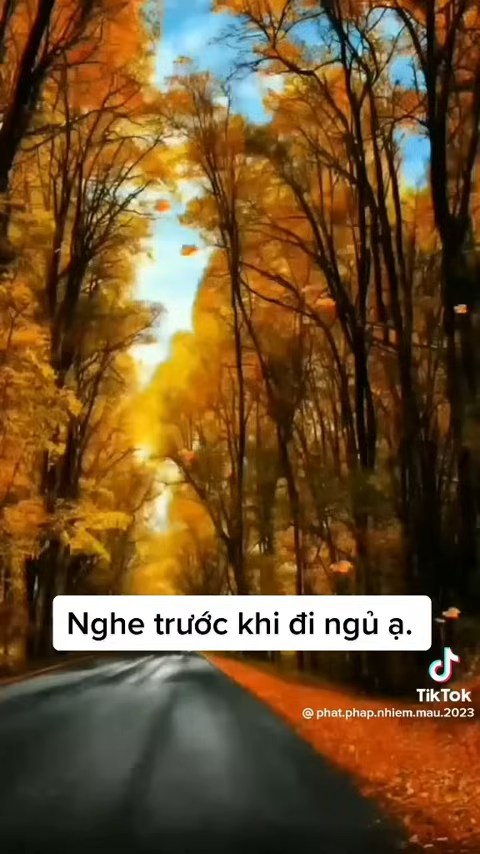 Nghe trước khi đi ngủ ạ.
TikTok
@ phat.phap.nhiem.mau.2023